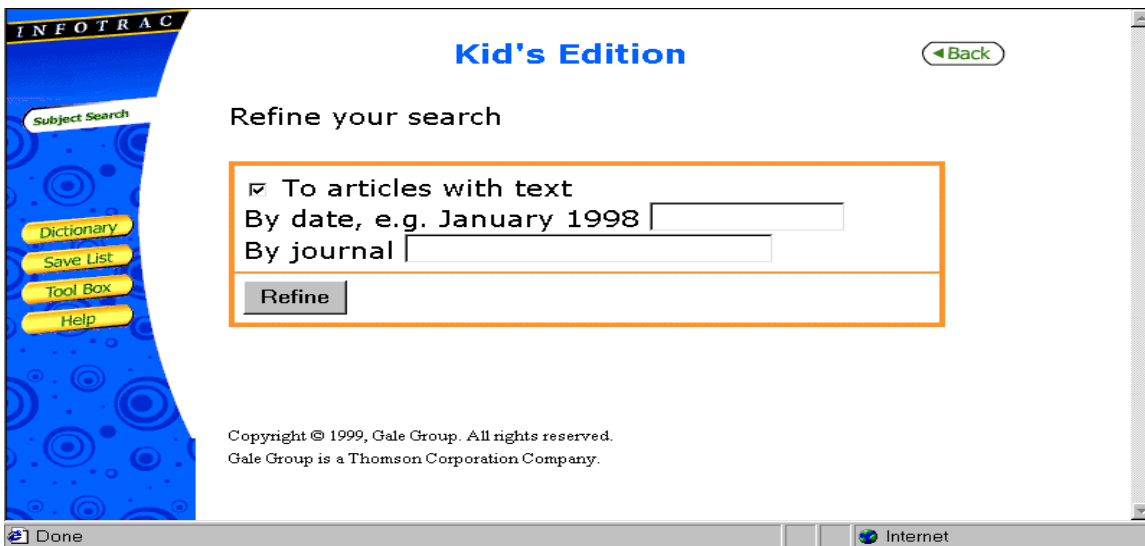 INFOTRAC
Kid's Edition
Back
Subject Search
Refine your search
To articles with text
By date, e.g. January 1998
By journal
Refine
Dictionary
Save List
Tool Box
Help
Copyright © 1999, Gale Group. All rights reserved.
Gale Group is a Thomson Corporation Company.
Done
Internet